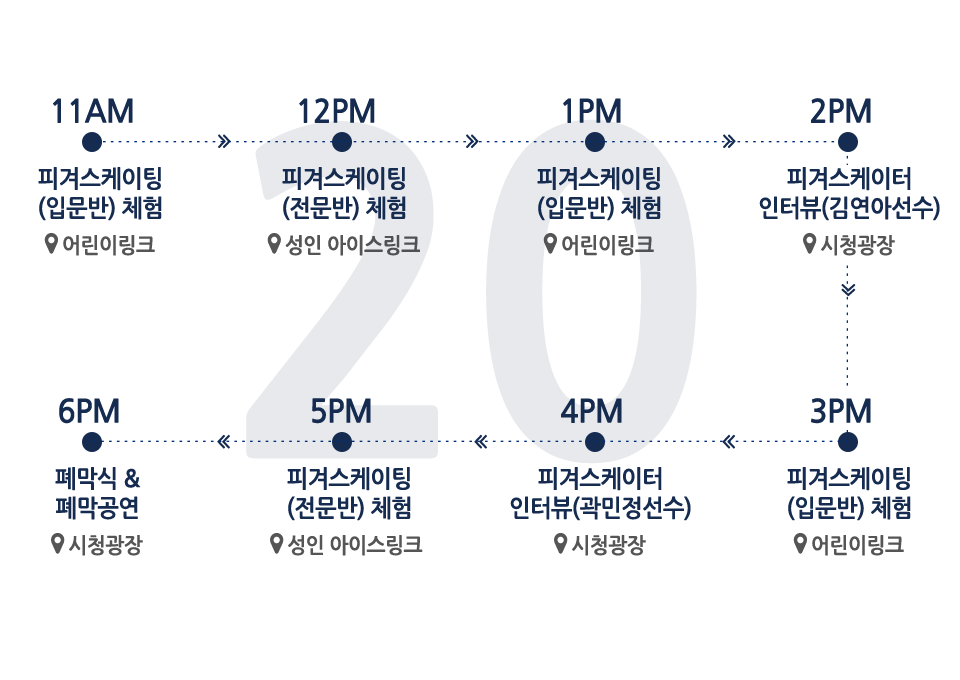 20
11AM
피겨스케이팅
(입문반) 체험
어린이링크
12PM
피겨스케이팅
(전문반) 체험
성인 아이스링크
1PM
피겨스케이팅
(입문반) 체험
어린이링크
2PM
피겨스케이터
인터뷰(김연아선수)
시청광장
3PM
피겨스케이팅
(입문반) 체험
어린이링크
4PM
피겨스케이터
인터뷰(곽민정선수)
시청광장
5PM
피겨스케이팅
(전문반) 체험
성인 아이스링크
6PM
폐막식 &
폐막공연
시청광장